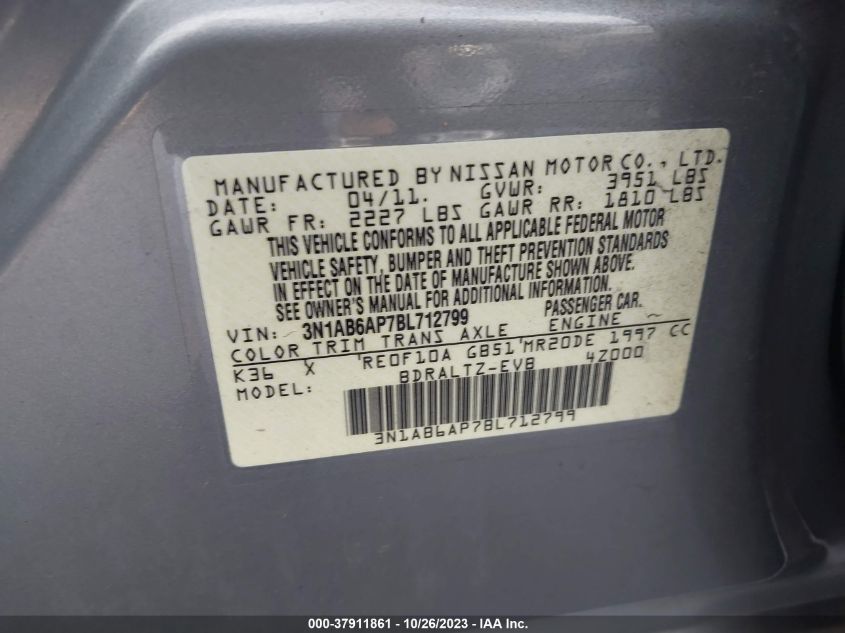 MANUFACTURED BY NISSAN MOTOR CO., LTD.
DATE: 04/11. GVWR: 3951 LBS
GAWR FR: 2227 LBS GAWR RR: 1810 LBS
THIS VEHICLE CONFORMS TO ALL APPLICABLE FEDERAL MOTOR
VEHICLE SAFETY, BUMPER AND THEFT PREVENTION STANDARDS
IN EFFECT ON THE DATE OF MANUFACTURE SHOWN ABOVE.
SEE OWNER'S MANUAL FOR ADDITIONAL INFORMATION.
VIN: 3N1AB6AP7BL712799 PASSENGER CAR.
COLOR TRIM TRANS AXLE ENGINE
K36 X RE0F10A GB51 MR20DE 1997 CC
MODEL: BDRALTZ-EVB 4Z000
3N1AB6AP7BL712799
000-37911861 | 10/26/2023 - IAA Inc.